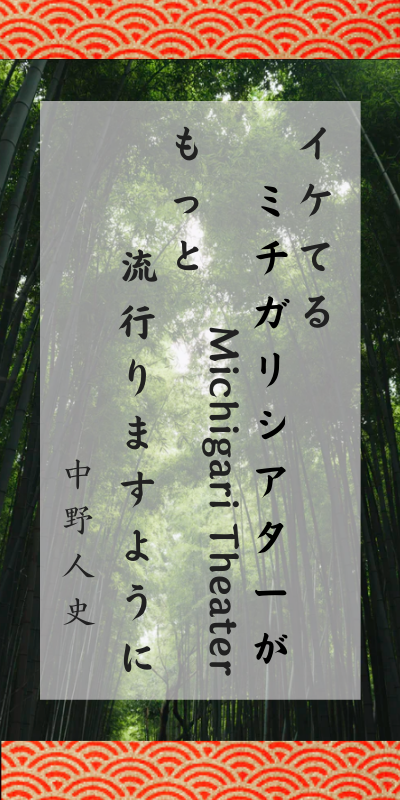 イケてる
ミチガリシアターが
Michigari Theater
もっと
流行りますように
中野人史